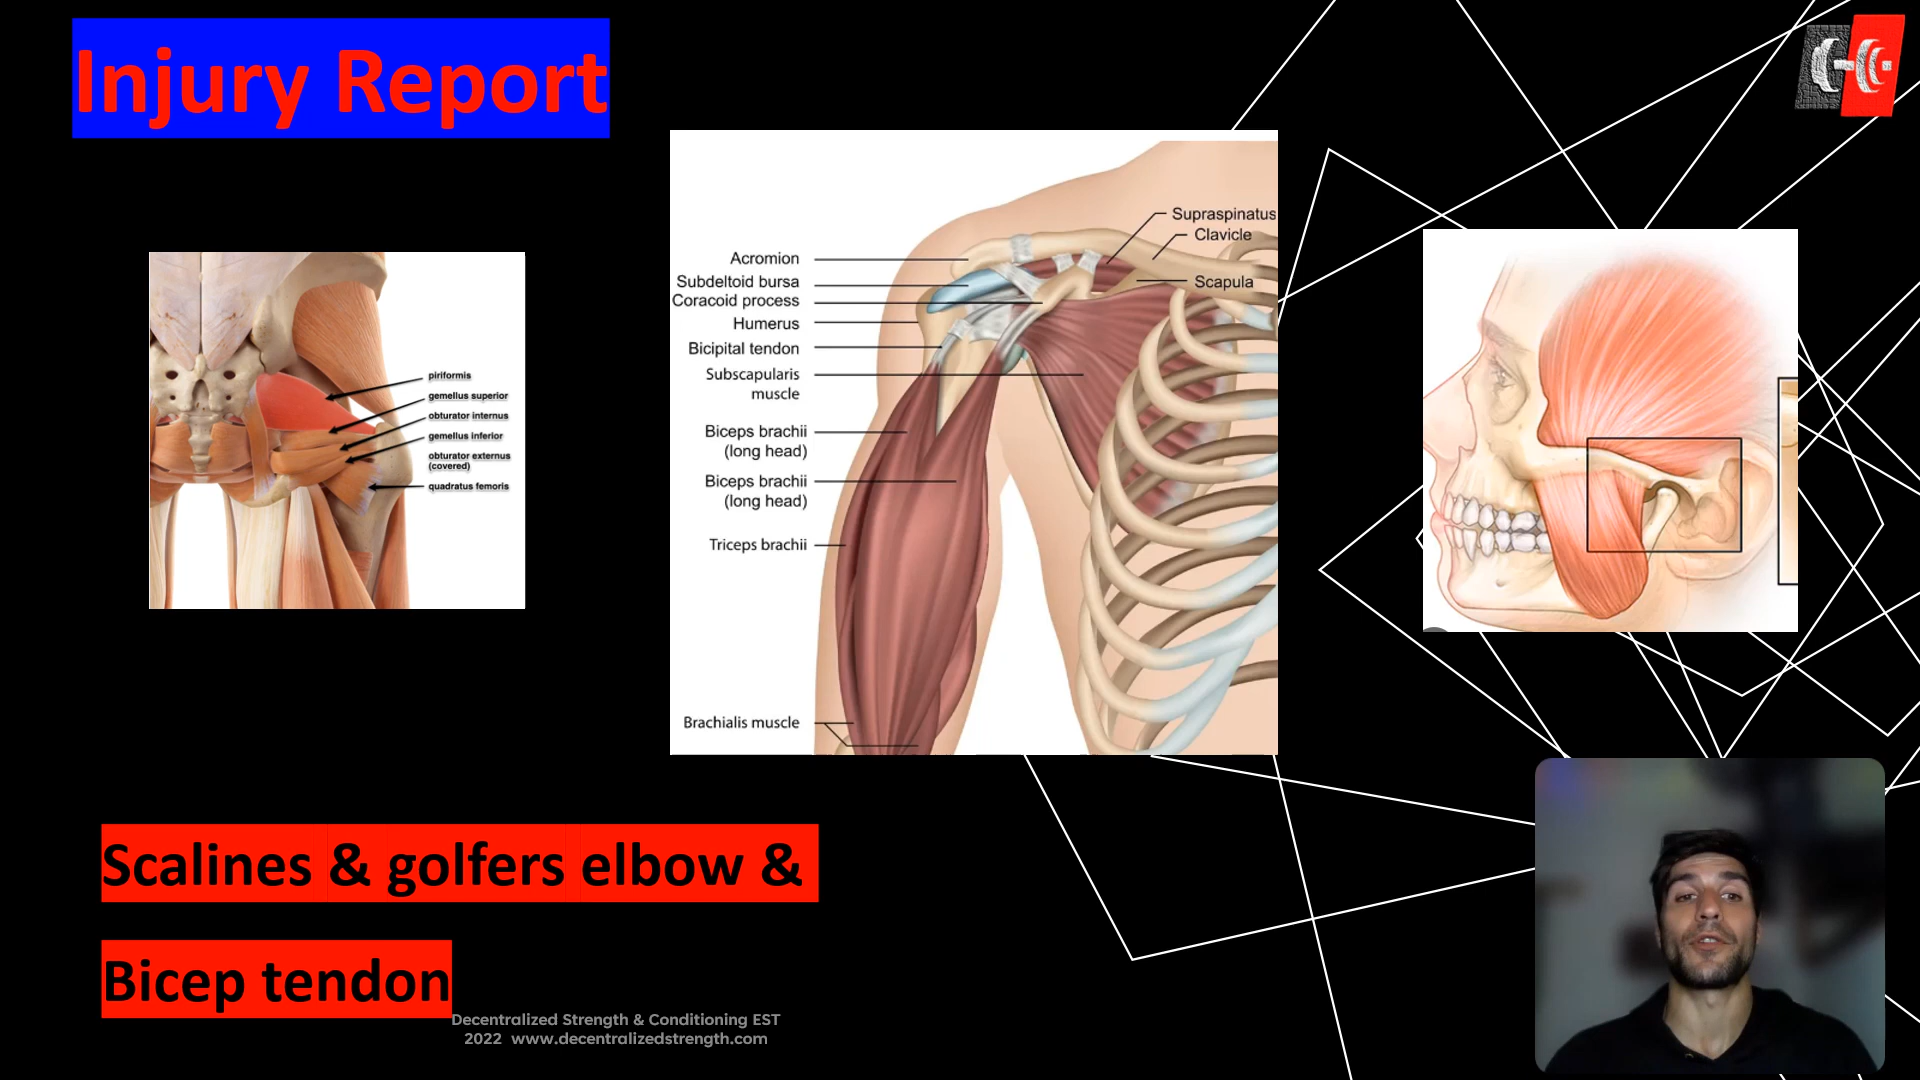 Injury Report
piriformis
gemellus superior
obturator internus
gemellus inferior
obturator externus
(covered)
quadratus femoris
Supraspinatus
Clavicle
Scapula
Acromion
Subdeltoid bursa
Coracoid process
Humerus
Bicipital tendon
Subscapularis
muscle
Biceps brachii
(long head)
Biceps brachii
(long head)
Triceps brachii
Brachialis muscle
Scalines & golfers elbow &
Bicep tendon
Decentralized Strength & Conditioning EST
2022 www.decentralizedstrength.com